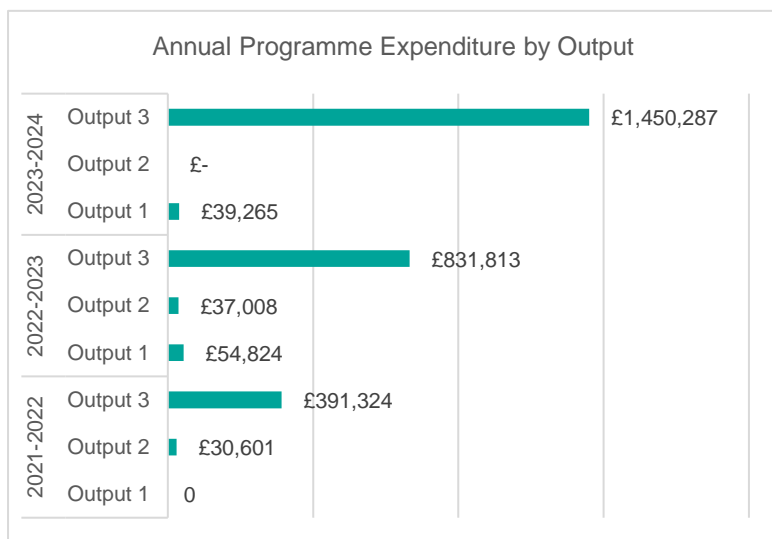 Annual Programme Expenditure by Output
2023-2024
Output 3 £1,450,287
Output 2 £-
Output 1 £39,265
2022-2023
Output 3 £831,813
Output 2 £37,008
Output 1 £54,824
2021-2022
Output 3 £391,324
Output 2 £30,601
Output 1 0